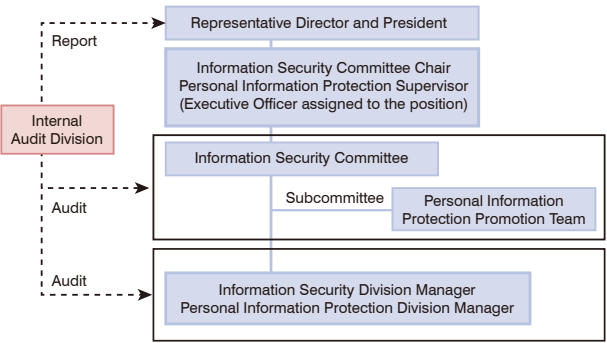 Representative Director and President
Report
Information Security Committee Chair
Personal Information Protection Supervisor
(Executive Officer assigned to the position)
Internal
Audit Division
Information Security Committee
Subcommittee
Personal Information
Protection Promotion Team
Audit
Audit
Information Security Division Manager
Personal Information Protection Division Manager